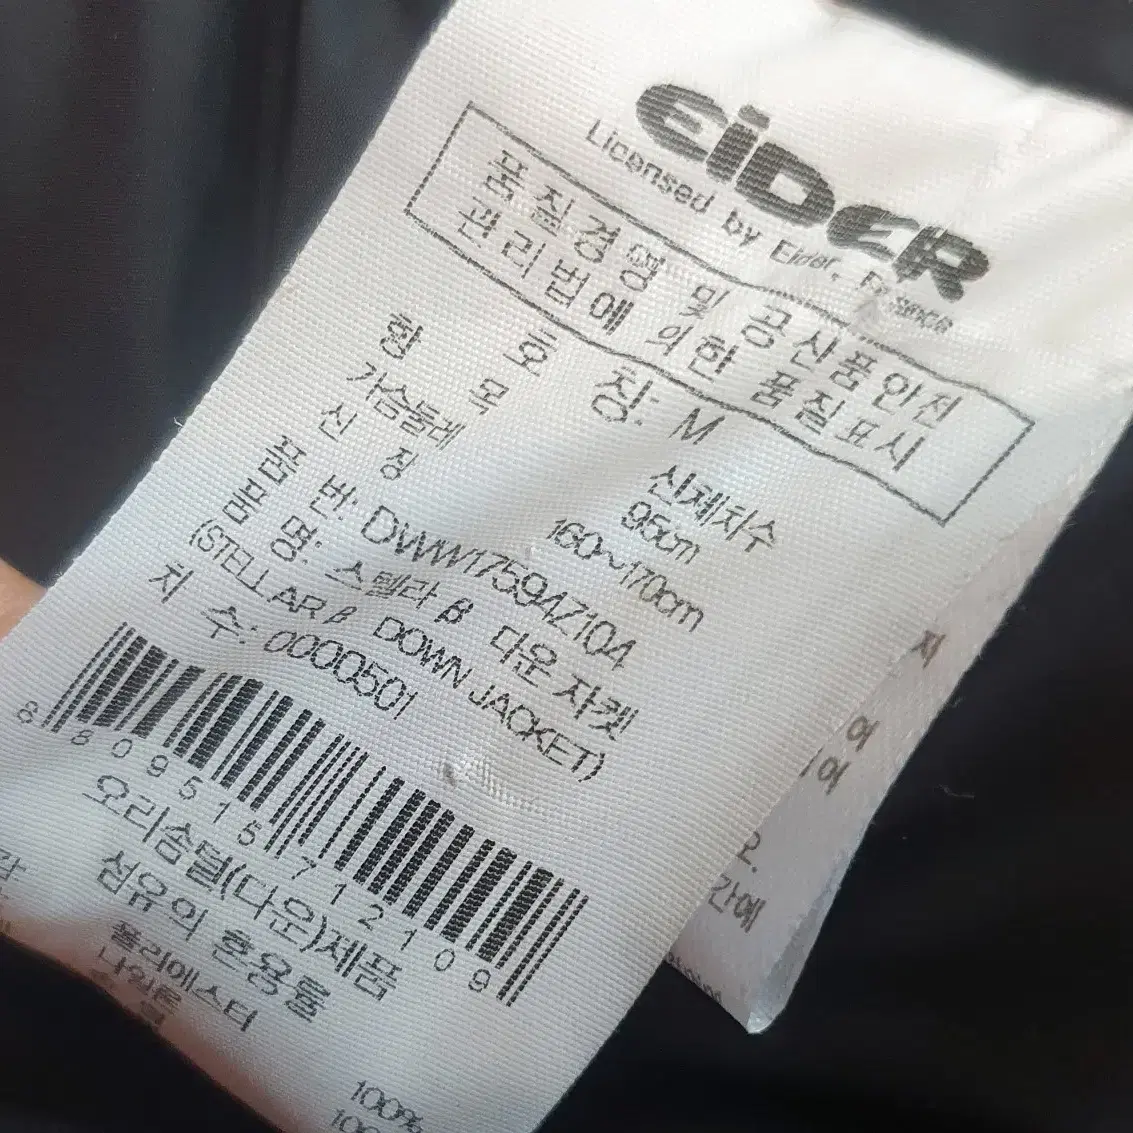 EiDER
Licensed by Eider, France
품질경영 및 공산품안전
관리법에 의한 품질표시
호 칭: M
항 목 신체치수
가슴둘레 95cm
신 장 160~170cm
품 번: DWW17594Z104
품 명: 스텔라 β 다운 자켓
(STELLAR β DOWN JACKET)
치 수: 0000501
8 809515 712109
오리솜털(다운)제품
섬유의 혼용률
폴리에스터 100%
나일론